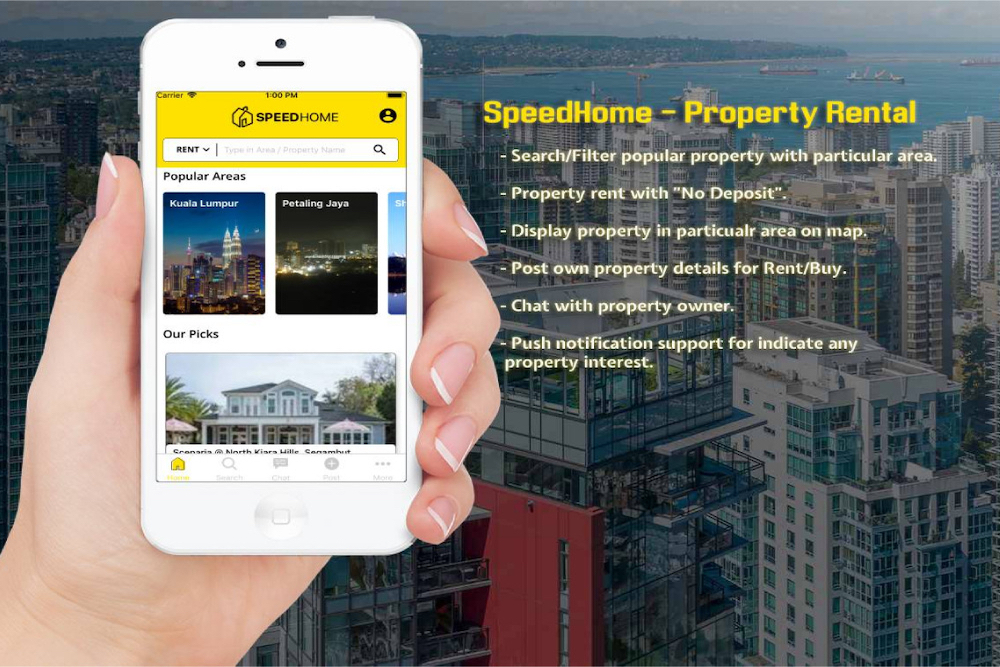 Carrier 1:00 PM
SPEEDHOME
RENT Type in Area / Property Name
Popular Areas
Kuala Lumpur Petaling Jaya Sh
Our Picks
Scenaria @ North Kiara Hills, Segambut
Home Search Chat Post More
SpeedHome - Property Rental
- Search/Filter popular property with particular area.
- Property rent with "No Deposit".
- Display property in particualr area on map.
- Post own property details for Rent/Buy.
- Chat with property owner.
- Push notification support for indicate any
property interest.